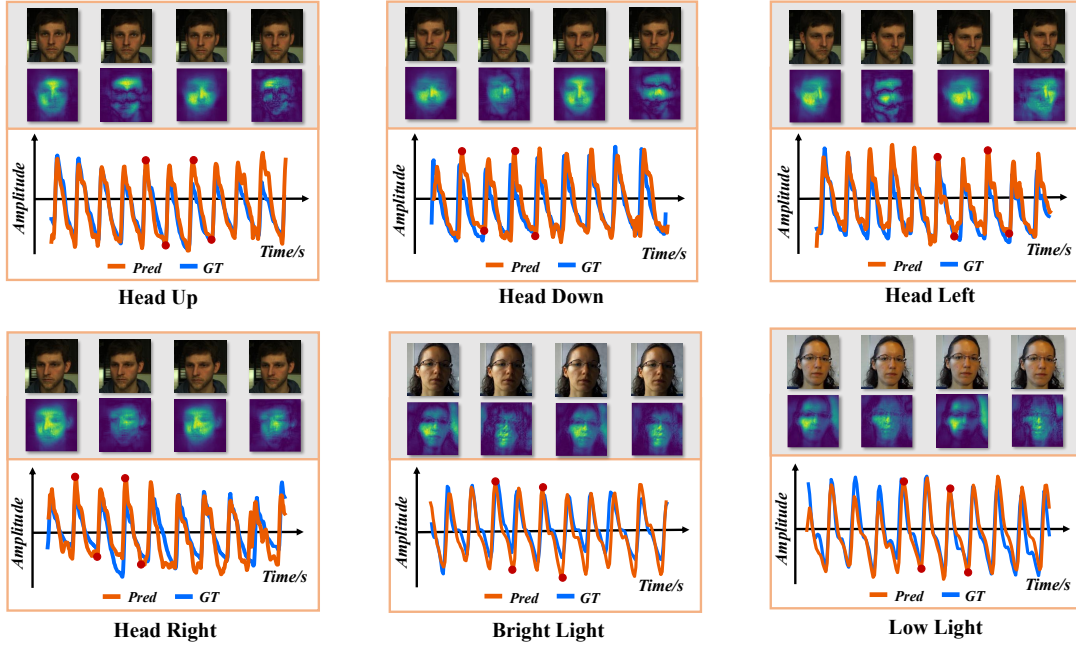 Amplitude
Time/s
Pred GT
Head Up
Amplitude
Time/s
Pred GT
Head Down
Amplitude
Time/s
Pred GT
Head Left
Amplitude
Time/s
Pred GT
Head Right
Amplitude
Time/s
Pred GT
Bright Light
Amplitude
Time/s
Pred GT
Low Light